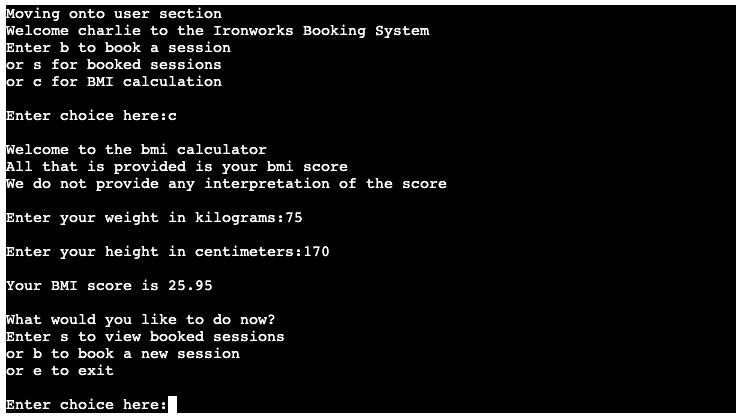 Moving onto user section
Welcome charlie to the Ironworks Booking System
Enter b to book a session
or s for booked sessions
or c for BMI calculation
Enter choice here:c
Welcome to the bmi calculator
All that is provided is your bmi score
We do not provide any interpretation of the score
Enter your weight in kilograms:75
Enter your height in centimeters:170
Your BMI score is 25.95
What would you like to do now?
Enter s to view booked sessions
or b to book a new session
or e to exit
Enter choice here: